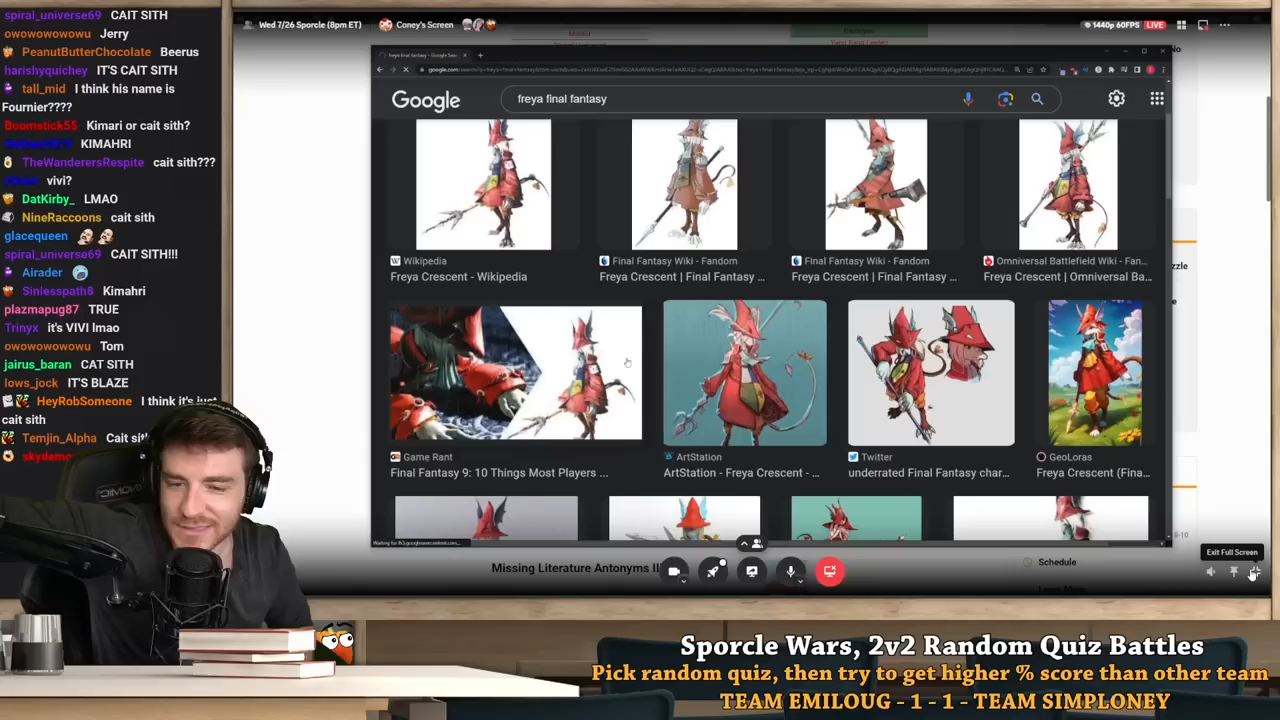 spiral_universe69 CAIT SITH
owowowowowu Jerry
PeanutButterChocolate Beerus
harishyquichey IT'S CAIT SITH
tall_mid I think his name is
Fournier????
Boomstick55 Kimari or cait sith?
KIMAHRI
TheWanderersRespite cait sith???
vivi?
DatKirby_ LMAO
NineRaccoons cait sith
glacequeen
spiral_universe69 CAIT SITH!!!
Airader
Sinlesspath8 Kimahri
plazmapug87 TRUE
Trinyx it's VIVI lmao
owowowowowu Tom
jairus_baran CAT SITH
lows_jock IT'S BLAZE
HeyRobSomeone I think it's just
cait sith
Temjin_Alpha Cait sith
skydemo
Wed 7/26 Sporcle (8pm ET)
Coney's Screen
1440p 60FPS LIVE
freya final fantasy - Google Sea
Google
freya final fantasy
Wikipedia
Freya Crescent - Wikipedia
Final Fantasy Wiki - Fandom
Freya Crescent | Final Fantasy ...
Final Fantasy Wiki - Fandom
Freya Crescent | Final Fantasy ...
Omniversal Battlefield Wiki - Fan...
Freya Crescent | Omniversal Ba...
Game Rant
Final Fantasy 9: 10 Things Most Players ...
ArtStation
ArtStation - Freya Crescent - ...
Twitter
underrated Final Fantasy char...
GeoLoras
Freya Crescent (Fina...
Exit Full Screen
Missing Literature Antonyms II
Schedule
Sporcle Wars, 2v2 Random Quiz Battles
Pick random quiz, then try to get higher % score than other team
TEAM EMILOUG - 1 - 1 - TEAM SIMPLONEY